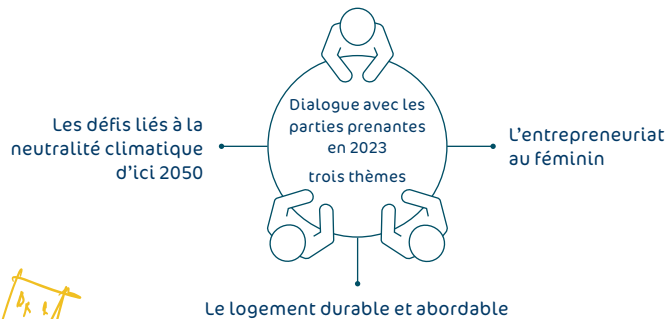 Dialogue avec les
parties prenantes
en 2023
trois thèmes
Les défis liés à la
neutralité climatique
d'ici 2050
L'entrepreneuriat
au féminin
Le logement durable et abordable